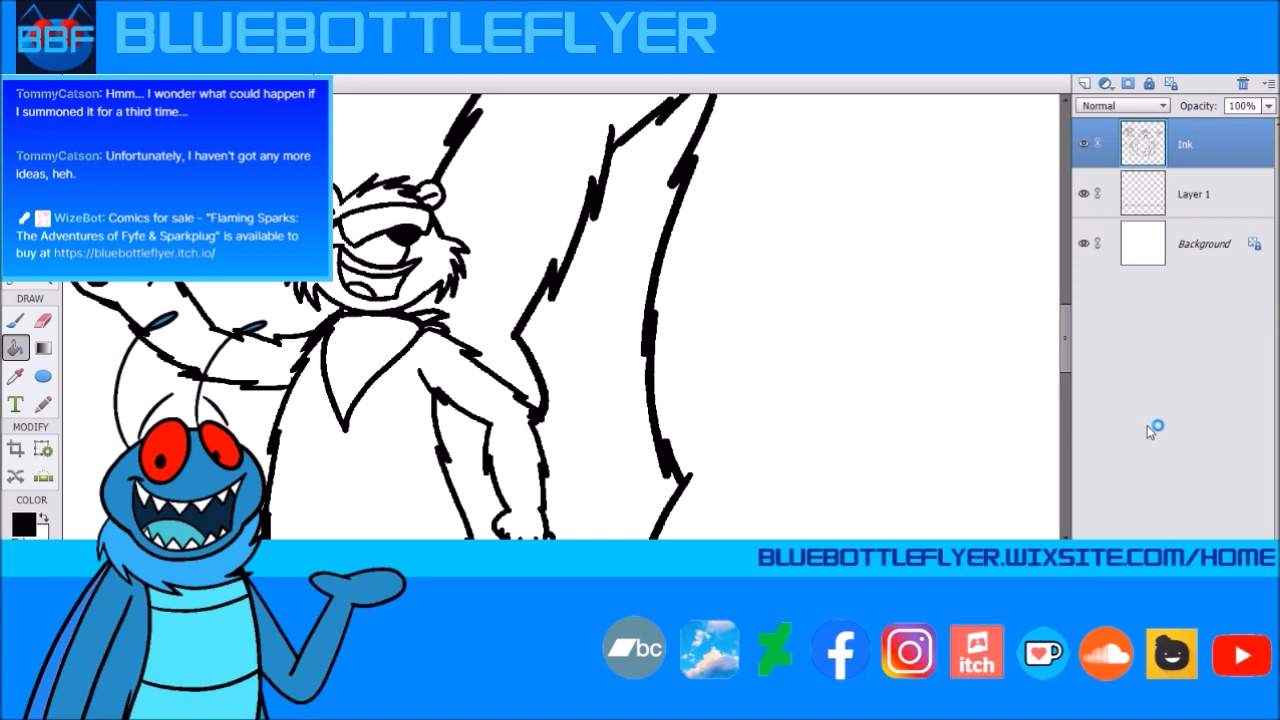 BBF
BLUEBOTTLEFLYER
TommyCatson: Hmm... I wonder what could happen if
I summoned it for a third time...
TommyCatson: Unfortunately, I haven't got any more
ideas, heh.
WizeBot: Comics for sale - "Flaming Sparks:
The Adventures of Fyfe & Sparkplug" is available to
buy at https://bluebottleflyer.itch.io/
Normal
Opacity: 100%
Ink
Layer 1
Background
DRAW
T
MODIFY
COLOR
BLUEBOTTLEFLYER.WIXSITE.COM/HOME
bc
itch